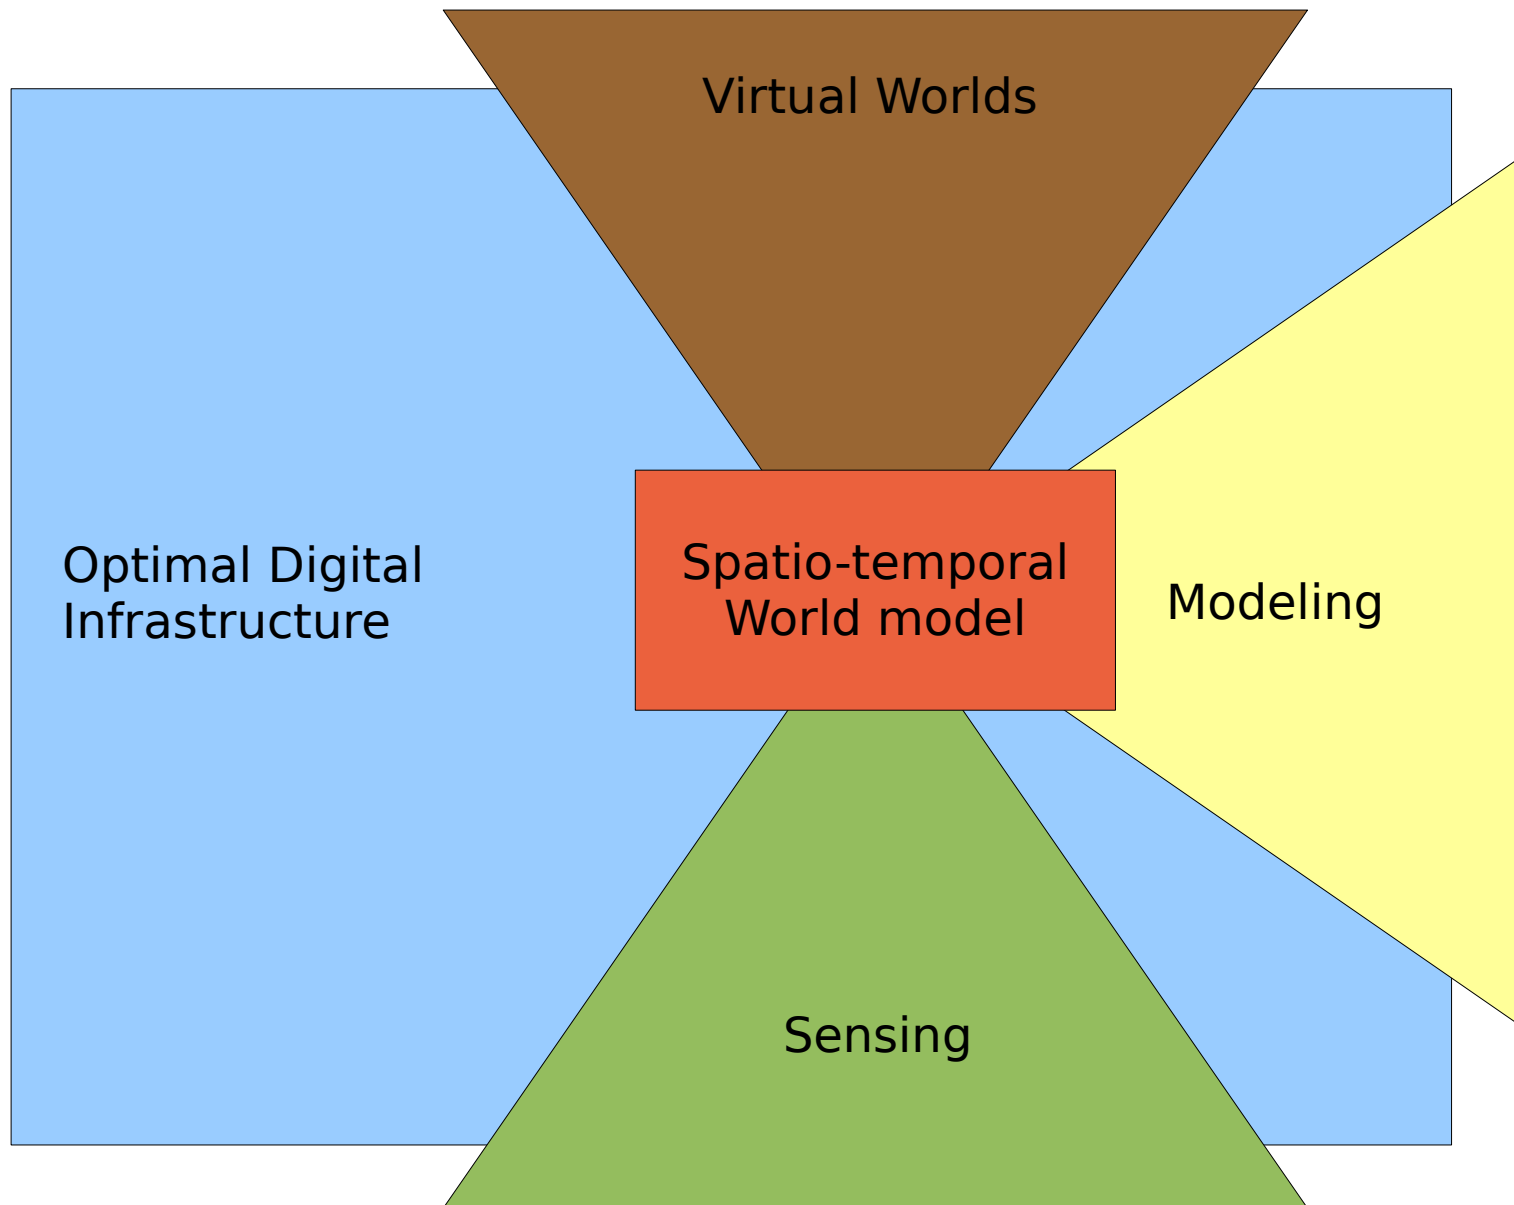 Virtual Worlds
Optimal Digital
Infrastructure
Spatio-temporal
World model
Modeling
Sensing